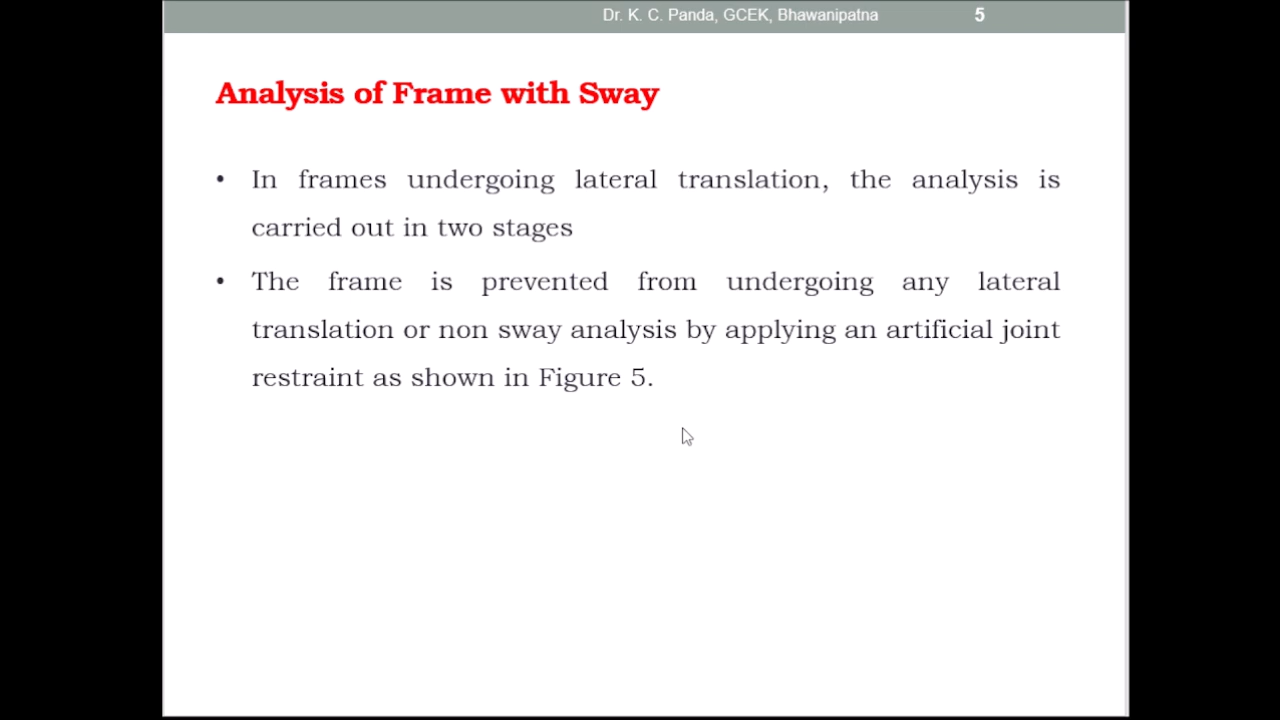 Dr. K. C. Panda, GCEK, Bhawanipatna 5
Analysis of Frame with Sway
• In frames undergoing lateral translation, the analysis is
carried out in two stages
• The frame is prevented from undergoing any lateral
translation or non sway analysis by applying an artificial joint
restraint as shown in Figure 5.